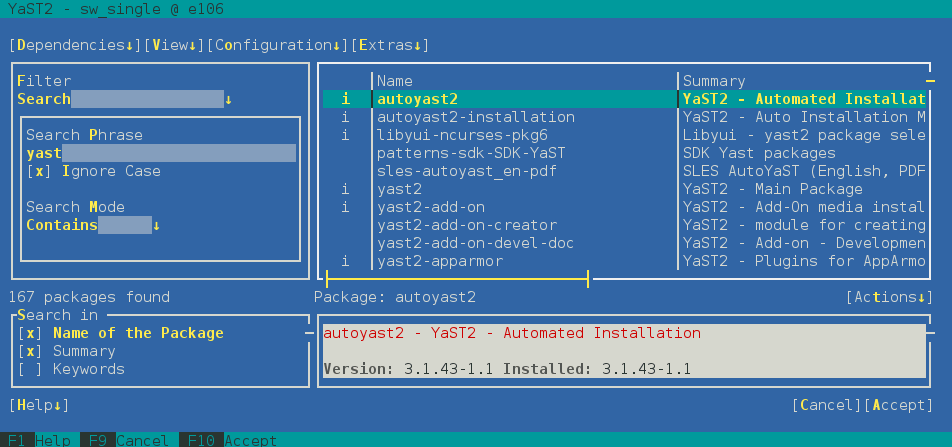 YaST2 - sw_single @ e106
[Dependencies↓][View↓][Configuration↓][Extras↓]
Filter
Search ↓
Search Phrase
yast
[x] Ignore Case
Search Mode
Contains ↓
Name Summary
i autoyast2 YaST2 - Automated Installat
i autoyast2-installation YaST2 - Auto Installation M
i libyui-ncurses-pkg6 Libyui - yast2 package sele
patterns-sdk-SDK-YaST SDK Yast packages
sles-autoyast_en-pdf SLES AutoYaST (English, PDF
i yast2 YaST2 - Main Package
i yast2-add-on YaST2 - Add-On media instal
yast2-add-on-creator YaST2 - module for creating
yast2-add-on-devel-doc YaST2 - Add-on - Developmen
i yast2-apparmor YaST2 - Plugins for AppArmo
167 packages found
Package: autoyast2 [Actions↓]
Search in
[x] Name of the Package
[x] Summary
[ ] Keywords
autoyast2 - YaST2 - Automated Installation
Version: 3.1.43-1.1 Installed: 3.1.43-1.1
[Help↓] [Cancel][Accept]
F1 Help F9 Cancel F10 Accept